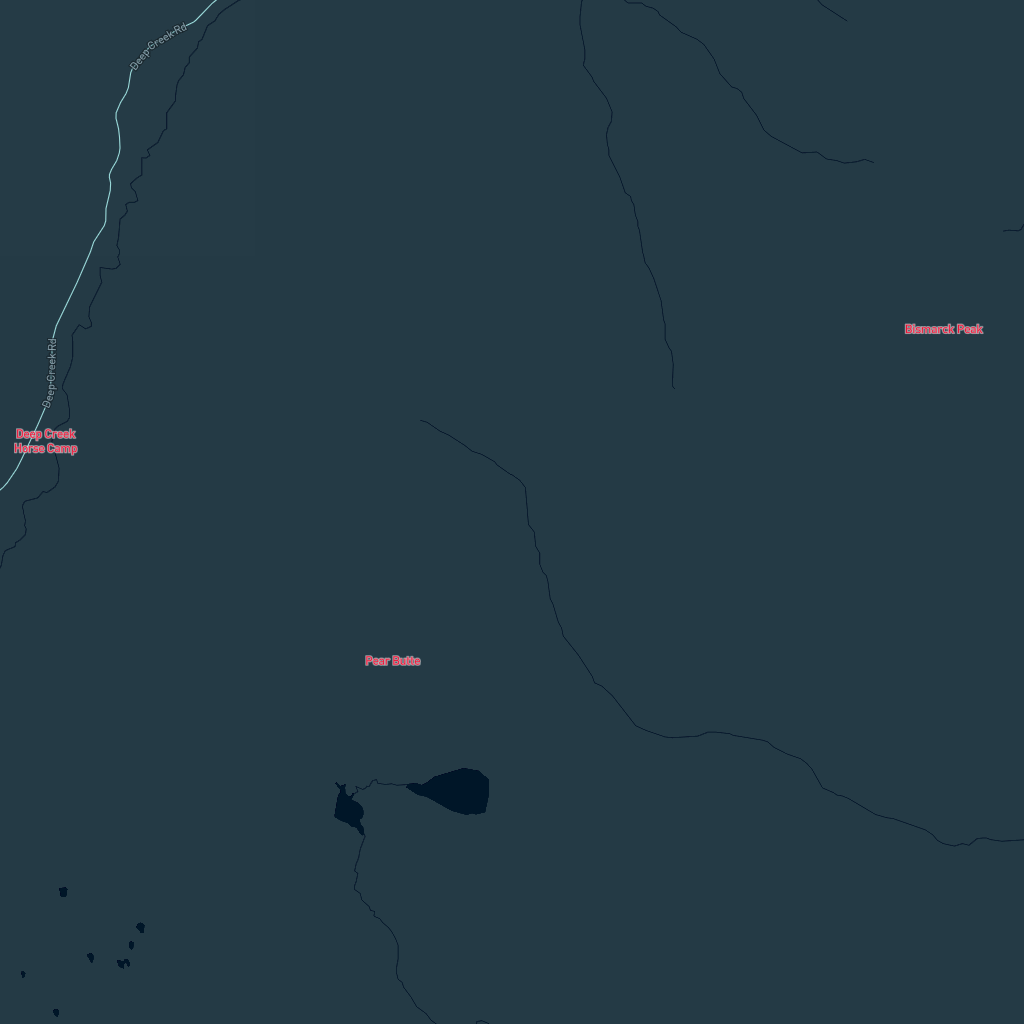 Deep Creek Rd
Bismarck Peak
Deep Creek Rd
Deep Creek
Horse Camp
Pear Butte